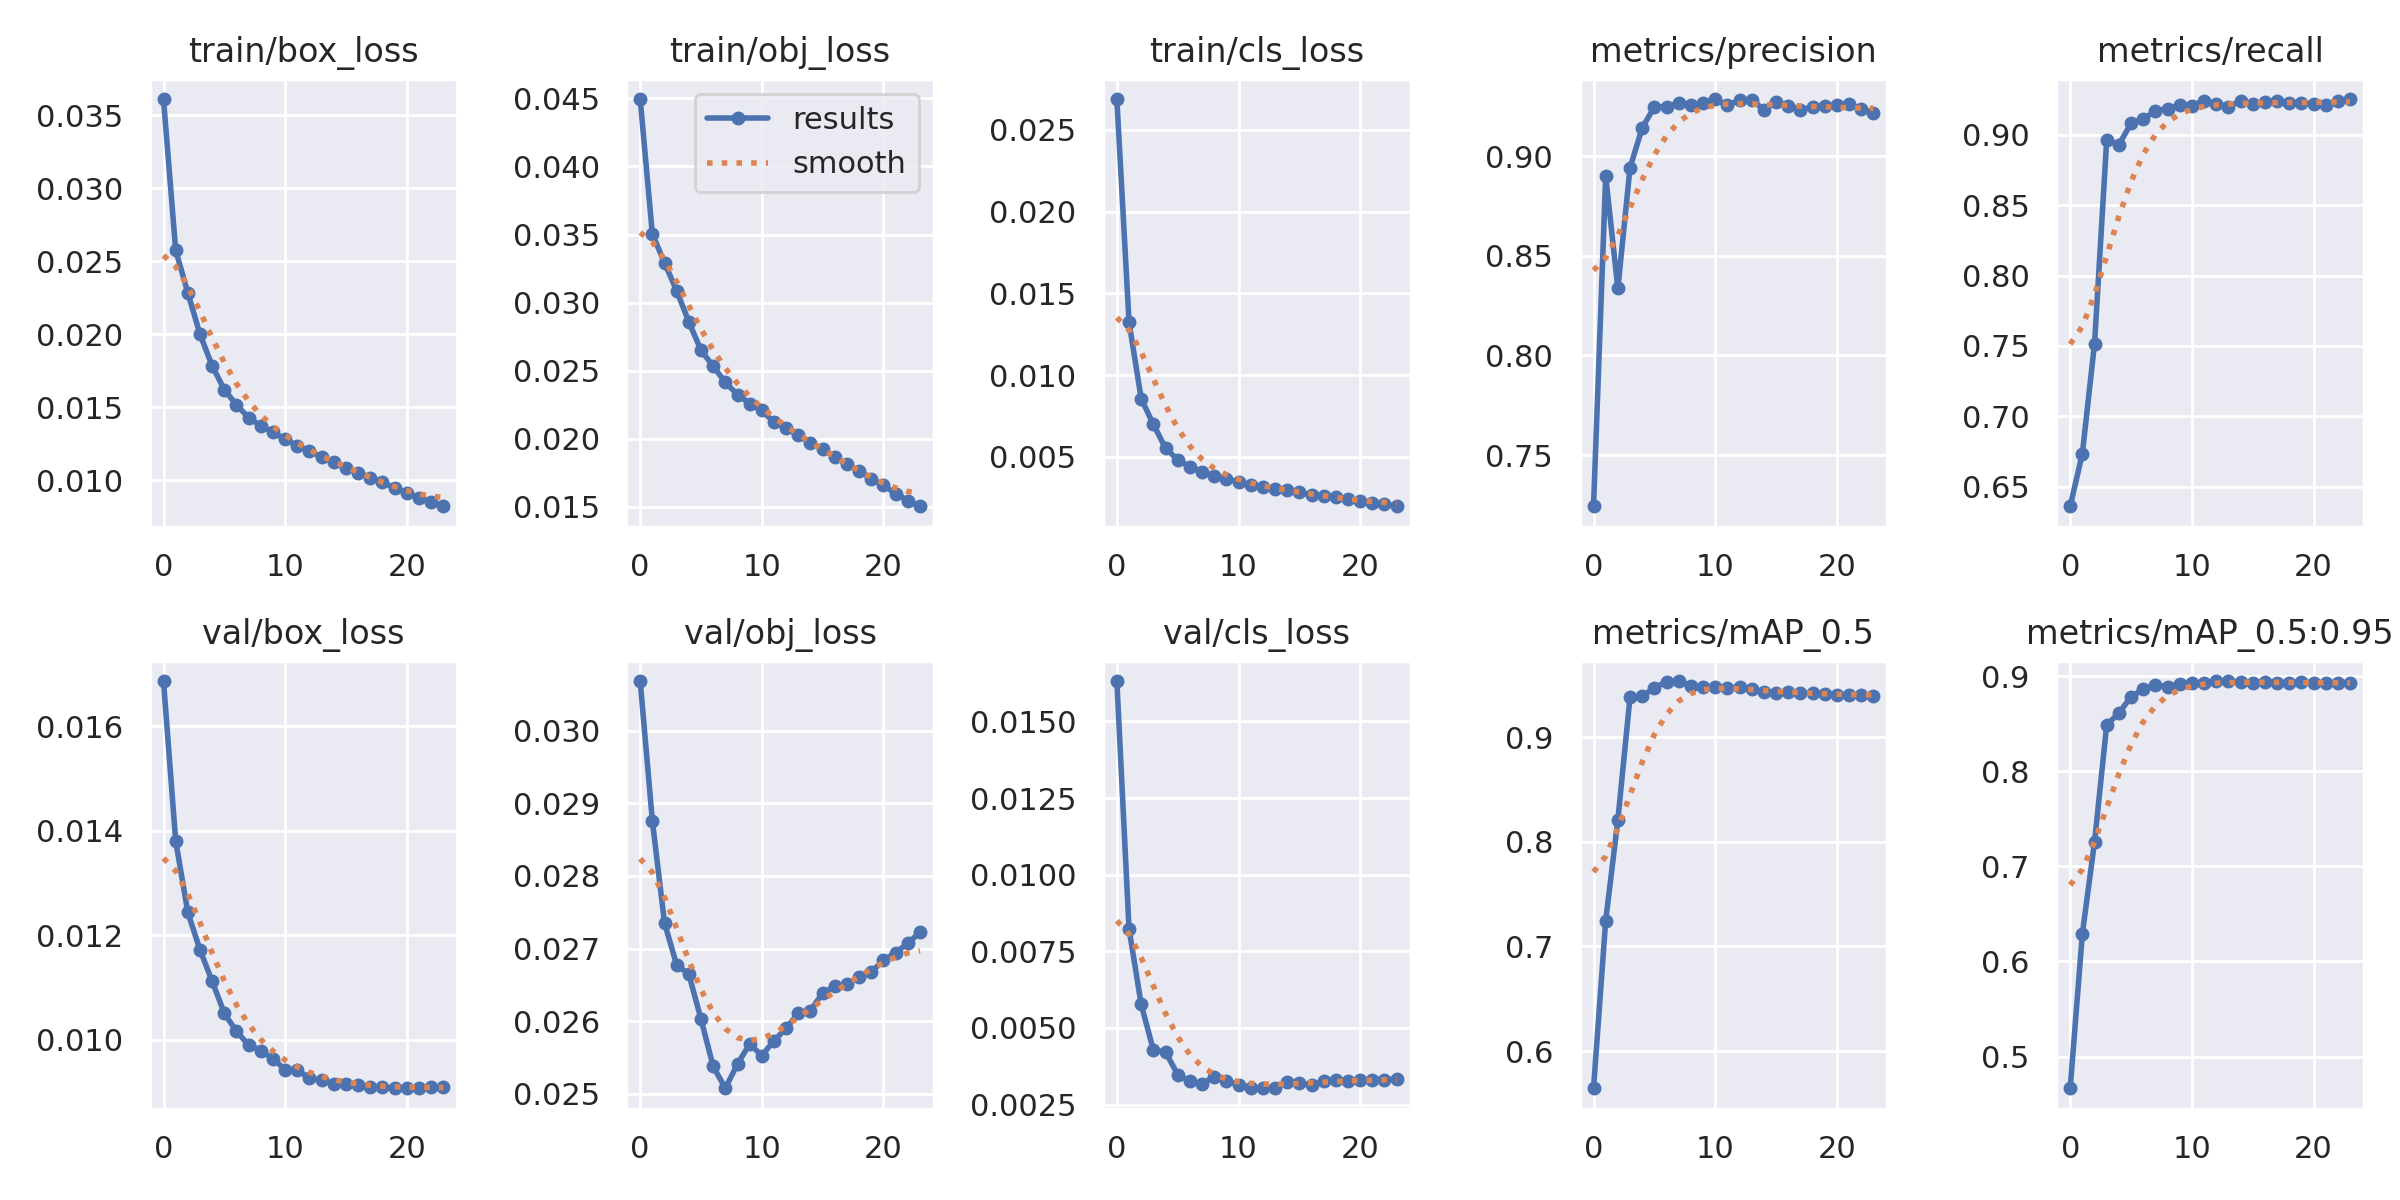 train/box_loss
0.035
0.030
0.025
0.020
0.015
0.010
0 10 20
train/obj_loss
results
smooth
0.045
0.040
0.035
0.030
0.025
0.020
0.015
0 10 20
train/cls_loss
0.025
0.020
0.015
0.010
0.005
0 10 20
metrics/precision
0.90
0.85
0.80
0.75
0 10 20
metrics/recall
0.90
0.85
0.80
0.75
0.70
0.65
0 10 20
val/box_loss
0.016
0.014
0.012
0.010
0 10 20
val/obj_loss
0.030
0.029
0.028
0.027
0.026
0.025
0 10 20
val/cls_loss
0.0150
0.0125
0.0100
0.0075
0.0050
0.0025
0 10 20
metrics/mAP_0.5
0.9
0.8
0.7
0.6
0 10 20
metrics/mAP_0.5:0.95
0.9
0.8
0.7
0.6
0.5
0 10 20